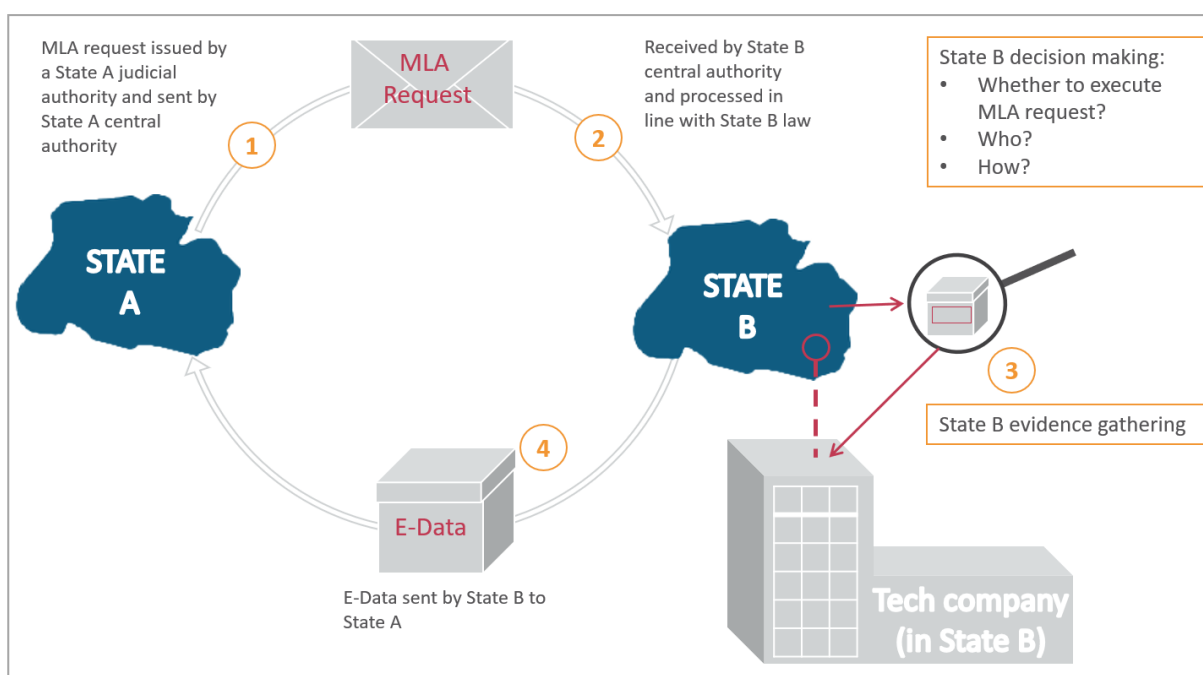 MLA request issued by
a State A judicial
authority and sent by
State A central
authority
MLA
Request
Received by State B
central authority
and processed in
line with State B law
State B decision making:
• Whether to execute
MLA request?
• Who?
• How?
1
2
STATE
A
STATE
B
3
State B evidence gathering
4
E-Data
E-Data sent by State B to
State A
Tech company
(in State B)